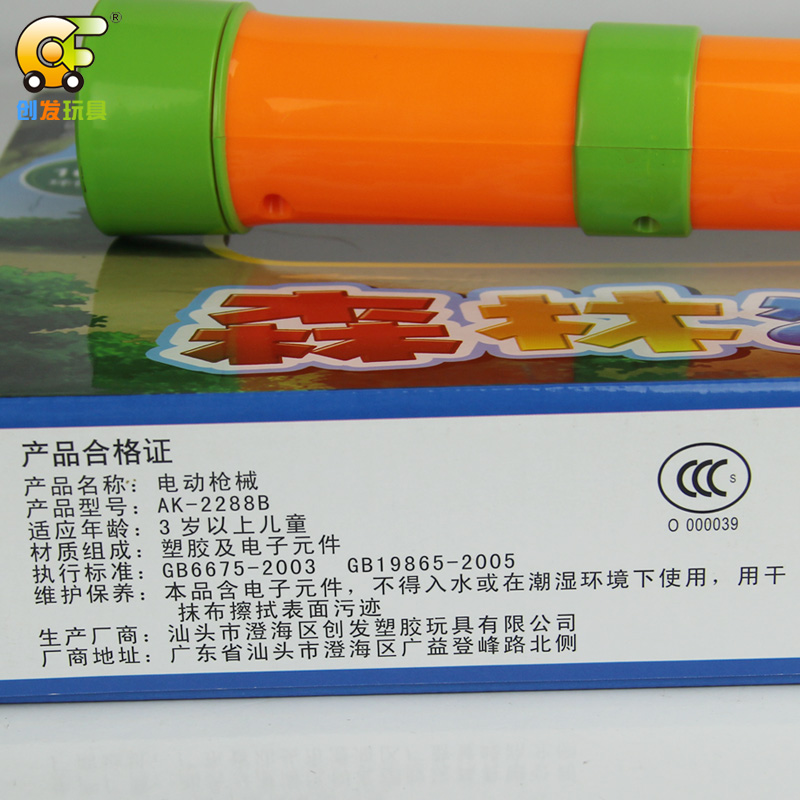 CF®
创发玩具
森林
产品合格证
产品名称：电动枪械
产品型号：AK-2288B
适应年龄：3岁以上儿童
材质组成：塑胶及电子元件
执行标准：GB6675-2003 GB19865-2005
维护保养：本品含电子元件，不得入水或在潮湿环境下使用，用干
抹布擦拭表面污迹
生产厂商：汕头市澄海区创发塑胶玩具有限公司
厂商地址：广东省汕头市澄海区广益登峰路北侧
CCC S
O 000039